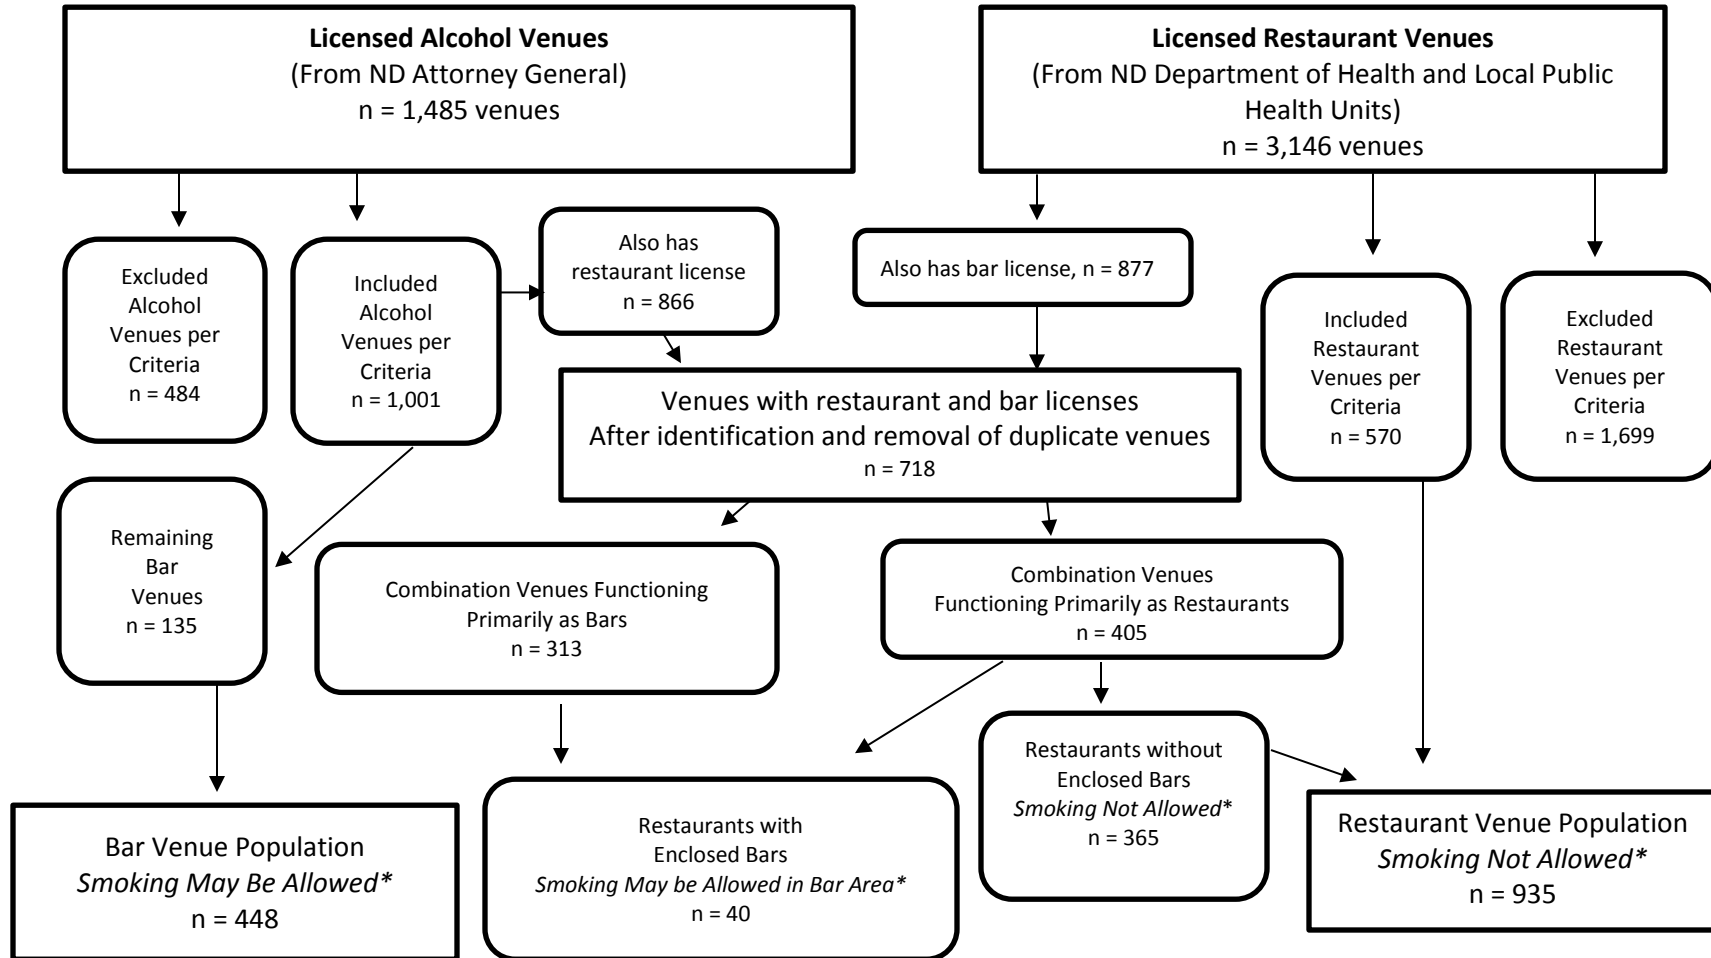 Licensed Alcohol Venues
(From ND Attorney General)
n = 1,485 venues
Licensed Restaurant Venues
(From ND Department of Health and Local Public
Health Units)
n = 3,146 venues
Excluded
Alcohol
Venues per
Criteria
n = 484
Included
Alcohol
Venues per
Criteria
n = 1,001
Also has
restaurant license
n = 866
Also has bar license, n = 877
Included
Restaurant
Venues per
Criteria
n = 570
Excluded
Restaurant
Venues per
Criteria
n = 1,699
Venues with restaurant and bar licenses
After identification and removal of duplicate venues
n = 718
Remaining
Bar
Venues
n = 135
Combination Venues Functioning
Primarily as Bars
n = 313
Combination Venues
Functioning Primarily as Restaurants
n = 405
Restaurants without
Enclosed Bars
Smoking Not Allowed*
n = 365
Bar Venue Population
Smoking May Be Allowed*
n = 448
Restaurants with
Enclosed Bars
Smoking May be Allowed in Bar Area*
n = 40
Restaurant Venue Population
Smoking Not Allowed*
n = 935